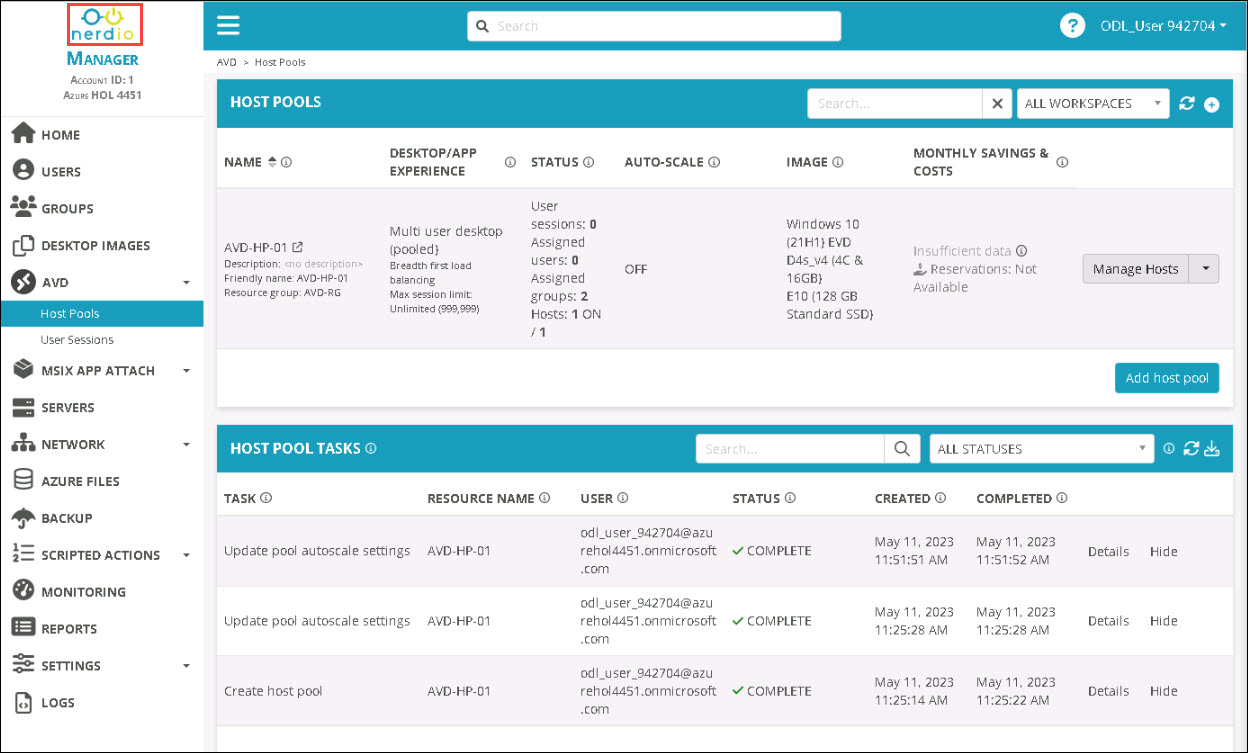 nerdio
MANAGER
ACCOUNT ID: 1
AZURE HOL 4451
HOME
USERS
GROUPS
DESKTOP IMAGES
AVD
Host Pools
User Sessions
MSIX APP ATTACH
SERVERS
NETWORK
AZURE FILES
BACKUP
SCRIPTED ACTIONS
MONITORING
REPORTS
SETTINGS
LOGS
Search
? ODL_User 942704
AVD > Host Pools
HOST POOLS
Search...
ALL WORKSPACES
NAME
DESKTOP/APP
EXPERIENCE
STATUS
AUTO-SCALE
IMAGE
MONTHLY SAVINGS &
COSTS
AVD-HP-01
Description: <no description>
Friendly name: AVD-HP-01
Resource group: AVD-RG
Multi user desktop
(pooled)
Breadth first load
balancing
Max session limit:
Unlimited (999,999)
User
sessions: 0
Assigned
users: 0
Assigned
groups: 2
Hosts: 1 ON
/ 1
OFF
Windows 10
(21H1) EVD
D4s_v4 (4C &
16GB)
E10 (128 GB
Standard SSD)
Insufficient data
Reservations: Not
Available
Manage Hosts
Add host pool
HOST POOL TASKS
Search...
ALL STATUSES
TASK
RESOURCE NAME
USER
STATUS
CREATED
COMPLETED
Update pool autoscale settings
AVD-HP-01
odl_user_942704@azu
rehol4451.onmicrosoft
.com
COMPLETE
May 11, 2023
11:51:51 AM
May 11, 2023
11:51:52 AM
Details
Hide
Update pool autoscale settings
AVD-HP-01
odl_user_942704@azu
rehol4451.onmicrosoft
.com
COMPLETE
May 11, 2023
11:25:28 AM
May 11, 2023
11:25:28 AM
Details
Hide
Create host pool
AVD-HP-01
odl_user_942704@azu
rehol4451.onmicrosoft
.com
COMPLETE
May 11, 2023
11:25:14 AM
May 11, 2023
11:25:22 AM
Details
Hide